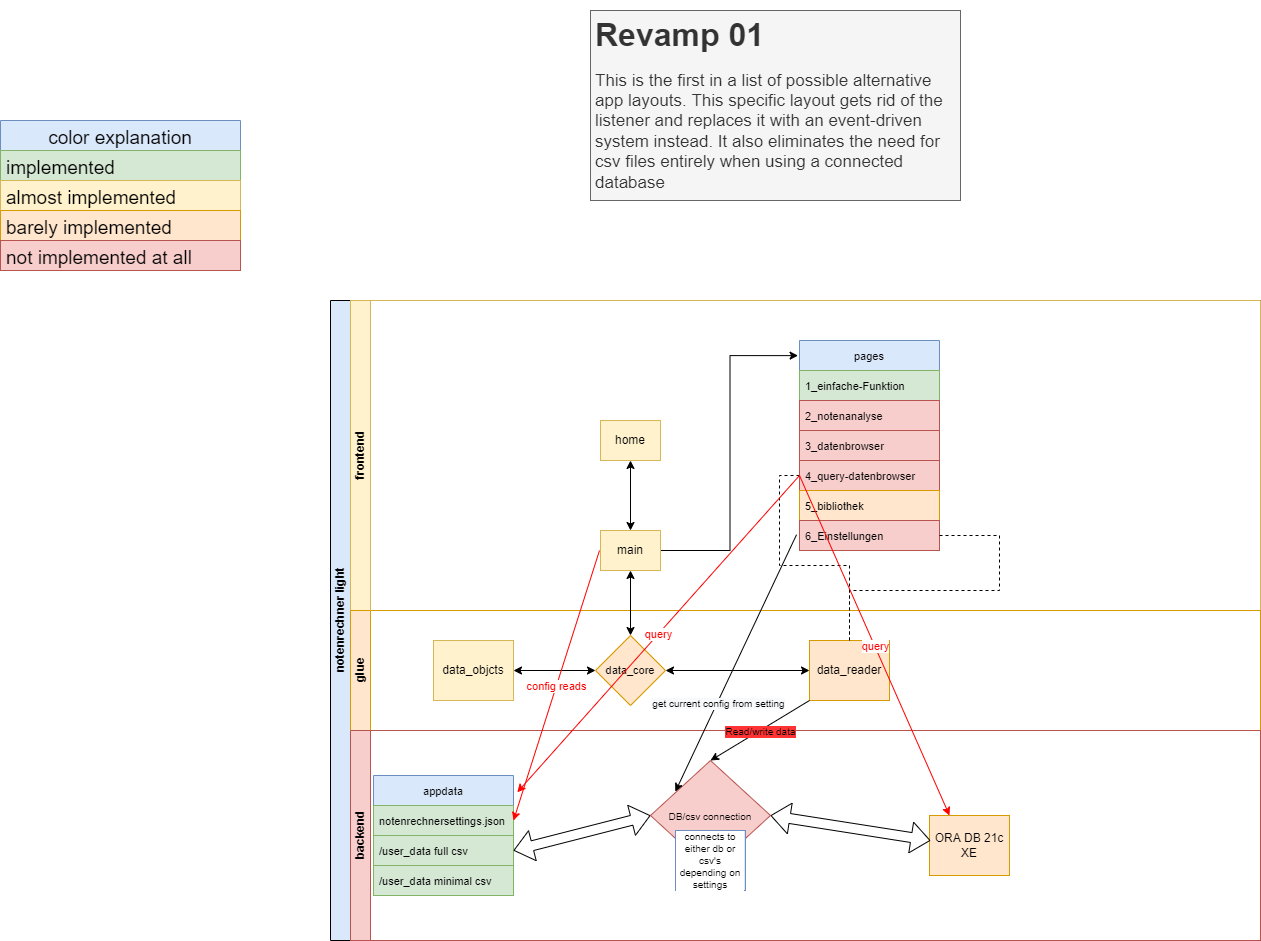 Revamp 01
This is the first in a list of possible alternative
app layouts. This specific layout gets rid of the
listener and replaces it with an event-driven
system instead. It also eliminates the need for
csv files entirely when using a connected
database
color explanation
implemented
almost implemented
barely implemented
not implemented at all
notenrechner light
frontend
pages
1_einfache-Funktion
2_notenanalyse
3_datenbrowser
4_query-datenbrowser
5_bibliothek
6_Einstellungen
home
main
glue
query
query
data_objcts
data_core
data_reader
config reads
get current config from setting
Read/write data
backend
appdata
notenrechnersettings.json
/user_data full csv
/user_data minimal csv
DB/csv connection
connects to
either db or
csv's
depending on
settings
ORA DB 21c
XE